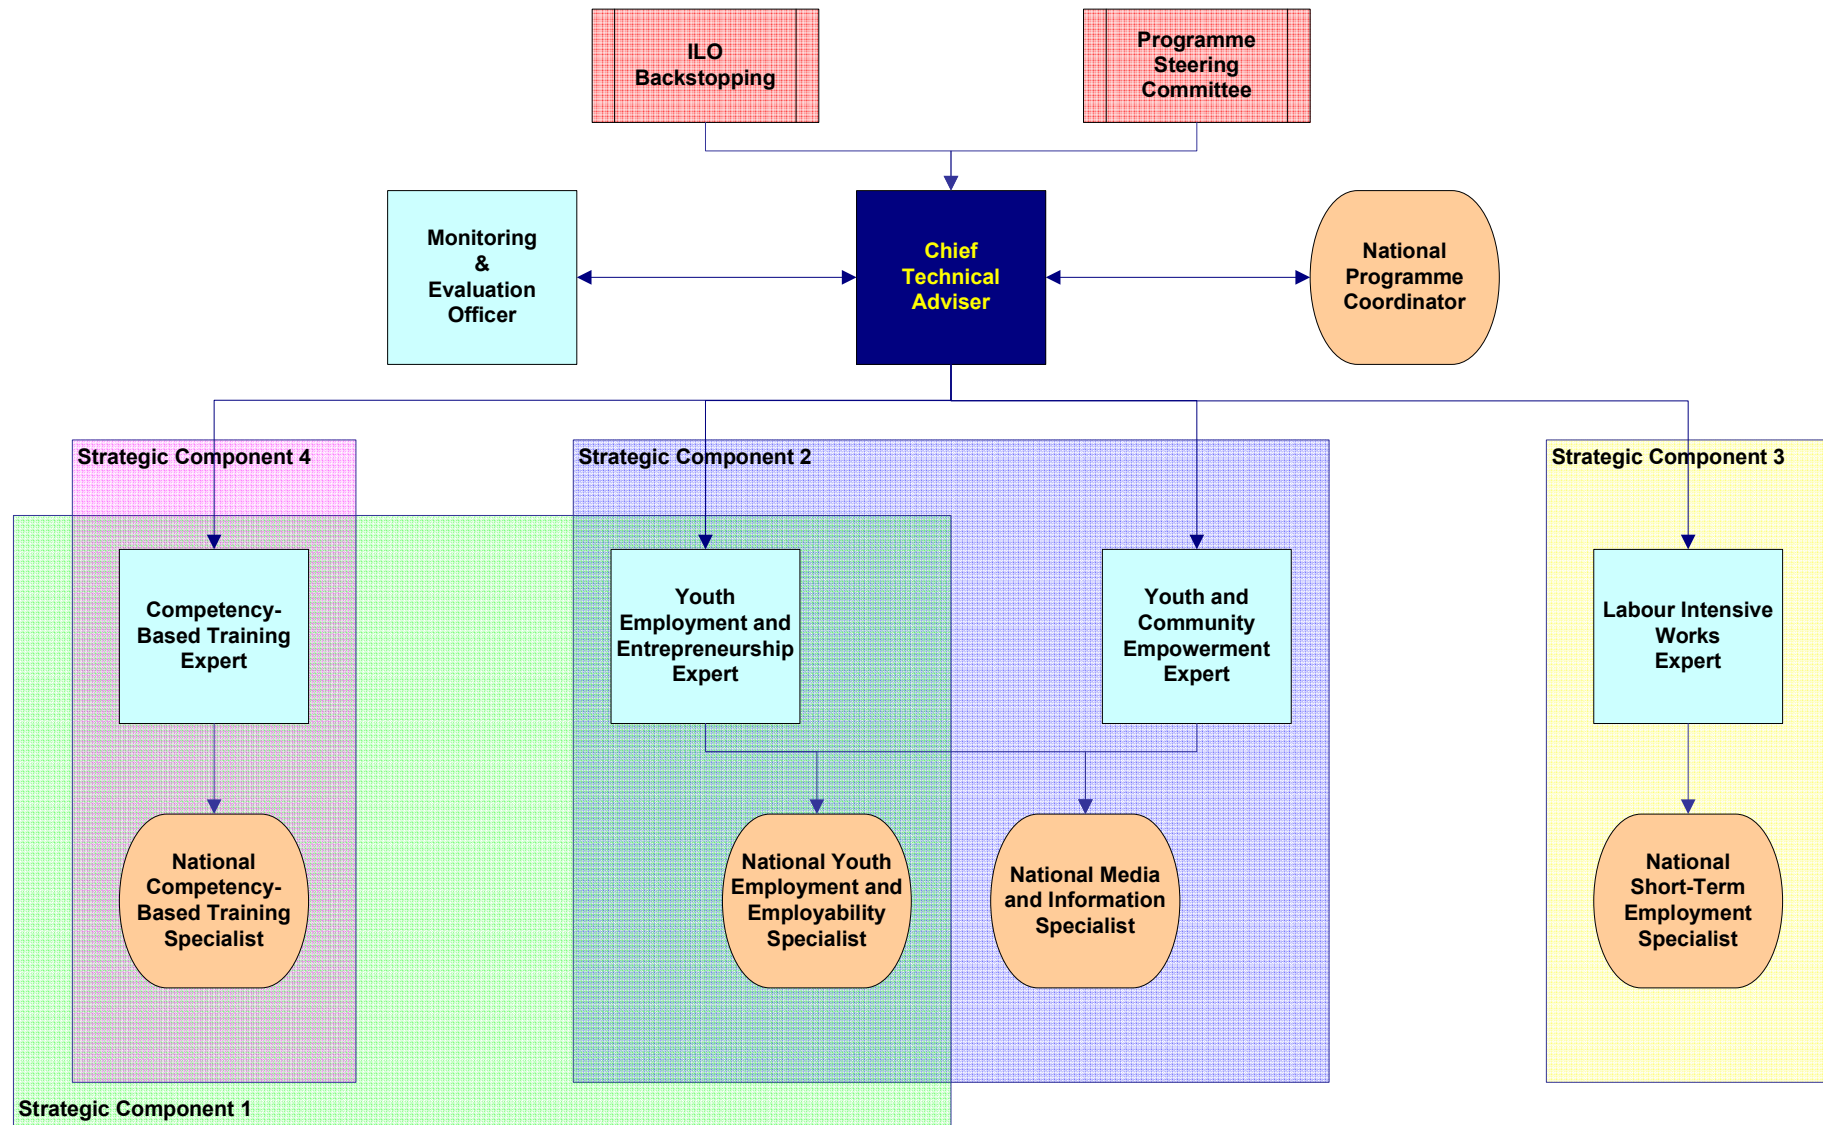 ILO
Backstopping
Programme
Steering
Committee
Monitoring
&
Evaluation
Officer
Chief
Technical
Adviser
National
Programme
Coordinator
Strategic Component 4
Strategic Component 2
Strategic Component 3
Competency-
Based Training
Expert
Youth
Employment and
Entrepreneurship
Expert
Youth and
Community
Empowerment
Expert
Labour Intensive
Works
Expert
National
Competency-
Based Training
Specialist
National Youth
Employment and
Employability
Specialist
National Media
and Information
Specialist
National
Short-Term
Employment
Specialist
Strategic Component 1